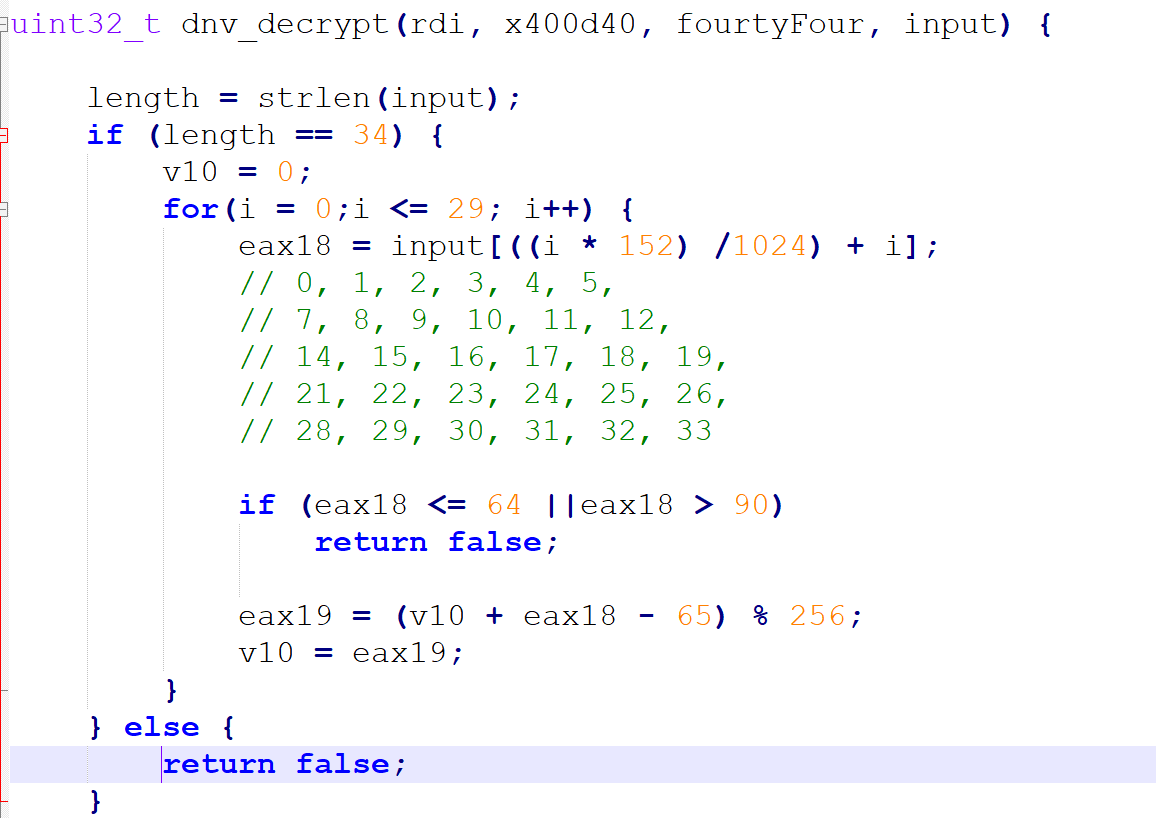 uint32_t dnv_decrypt(rdi, x400d40, fourtyFour, input) {
length = strlen(input);
if (length == 34) {
v10 = 0;
for(i = 0;i <= 29; i++) {
eax18 = input[((i * 152) /1024) + i];
// 0, 1, 2, 3, 4, 5,
// 7, 8, 9, 10, 11, 12,
// 14, 15, 16, 17, 18, 19,
// 21, 22, 23, 24, 25, 26,
// 28, 29, 30, 31, 32, 33
if (eax18 <= 64 ||eax18 > 90)
return false;
eax19 = (v10 + eax18 - 65) % 256;
v10 = eax19;
}
} else {
return false;
}